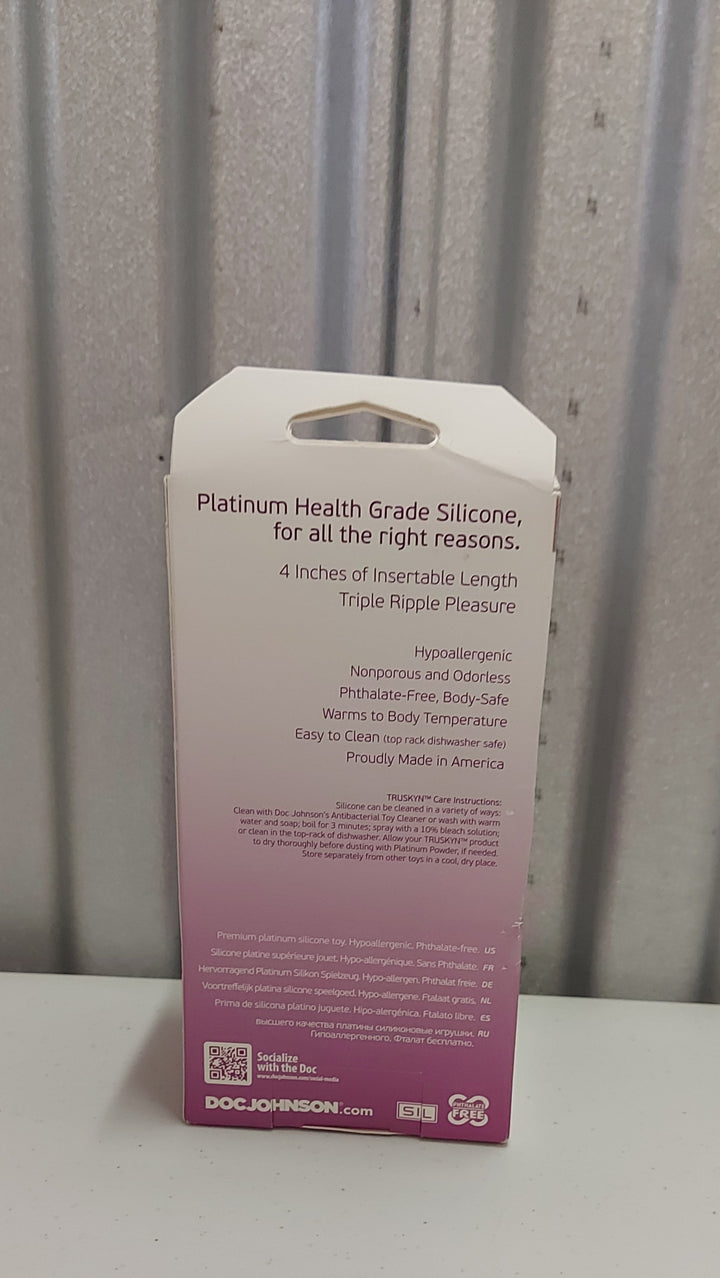 Platinum Health Grade Silicone,
for all the right reasons.
4 Inches of Insertable Length
Triple Ripple Pleasure
Hypoallergenic
Nonporous and Odorless
Phthalate-Free, Body-Safe
Warms to Body Temperature
Easy to Clean (top rack dishwasher safe)
Proudly Made in America
TRUSKYN™ Care Instructions:
Silicone can be cleaned in a variety of ways:
Clean with Doc Johnson's Antibacterial Toy Cleaner or wash with warm
water and soap; boil for 3 minutes; spray with a 10% bleach solution;
or clean in the top-rack of dishwasher. Allow your TRUSKYN™ product
to dry thoroughly before dusting with Platinum Powder, if needed.
Store separately from other toys in a cool, dry place.
Premium platinum silicone toy. Hypoallergenic. Phthalate-free. US
Silicone platine supérieure jouet. Hypo-allergénique. Sans Phthalate. FR
Hervorragend Platinum Silikon Spielzeug. Hypo-allergen. Phthalat freie. DE
Voortreffelijk platina silicone speelgoed. Hypo-allergene. Ftalaat gratis. NL
Prima de silicona platino juguete. Hipo-alergénica. Ftalato libre. ES
высшего качества платины силиконовые игрушки. RU
Гипоаллергенного. Фталат бесплатно.
Socialize
with the Doc
www.docjohnson.com/social-media
DOC JOHNSON®.com
SIL
PHTHALATE
FREE